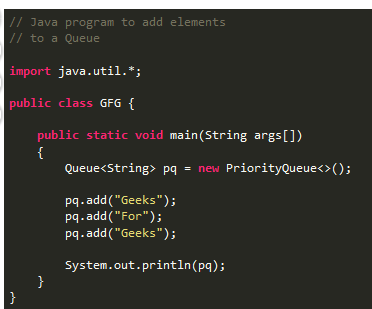 // Java program to add elements
// to a Queue
import java.util.*;
public class GFG {
public static void main(String args[])
{
Queue<String> pq = new PriorityQueue<>();
pq.add("Geeks");
pq.add("For");
pq.add("Geeks");
System.out.println(pq);
}
}